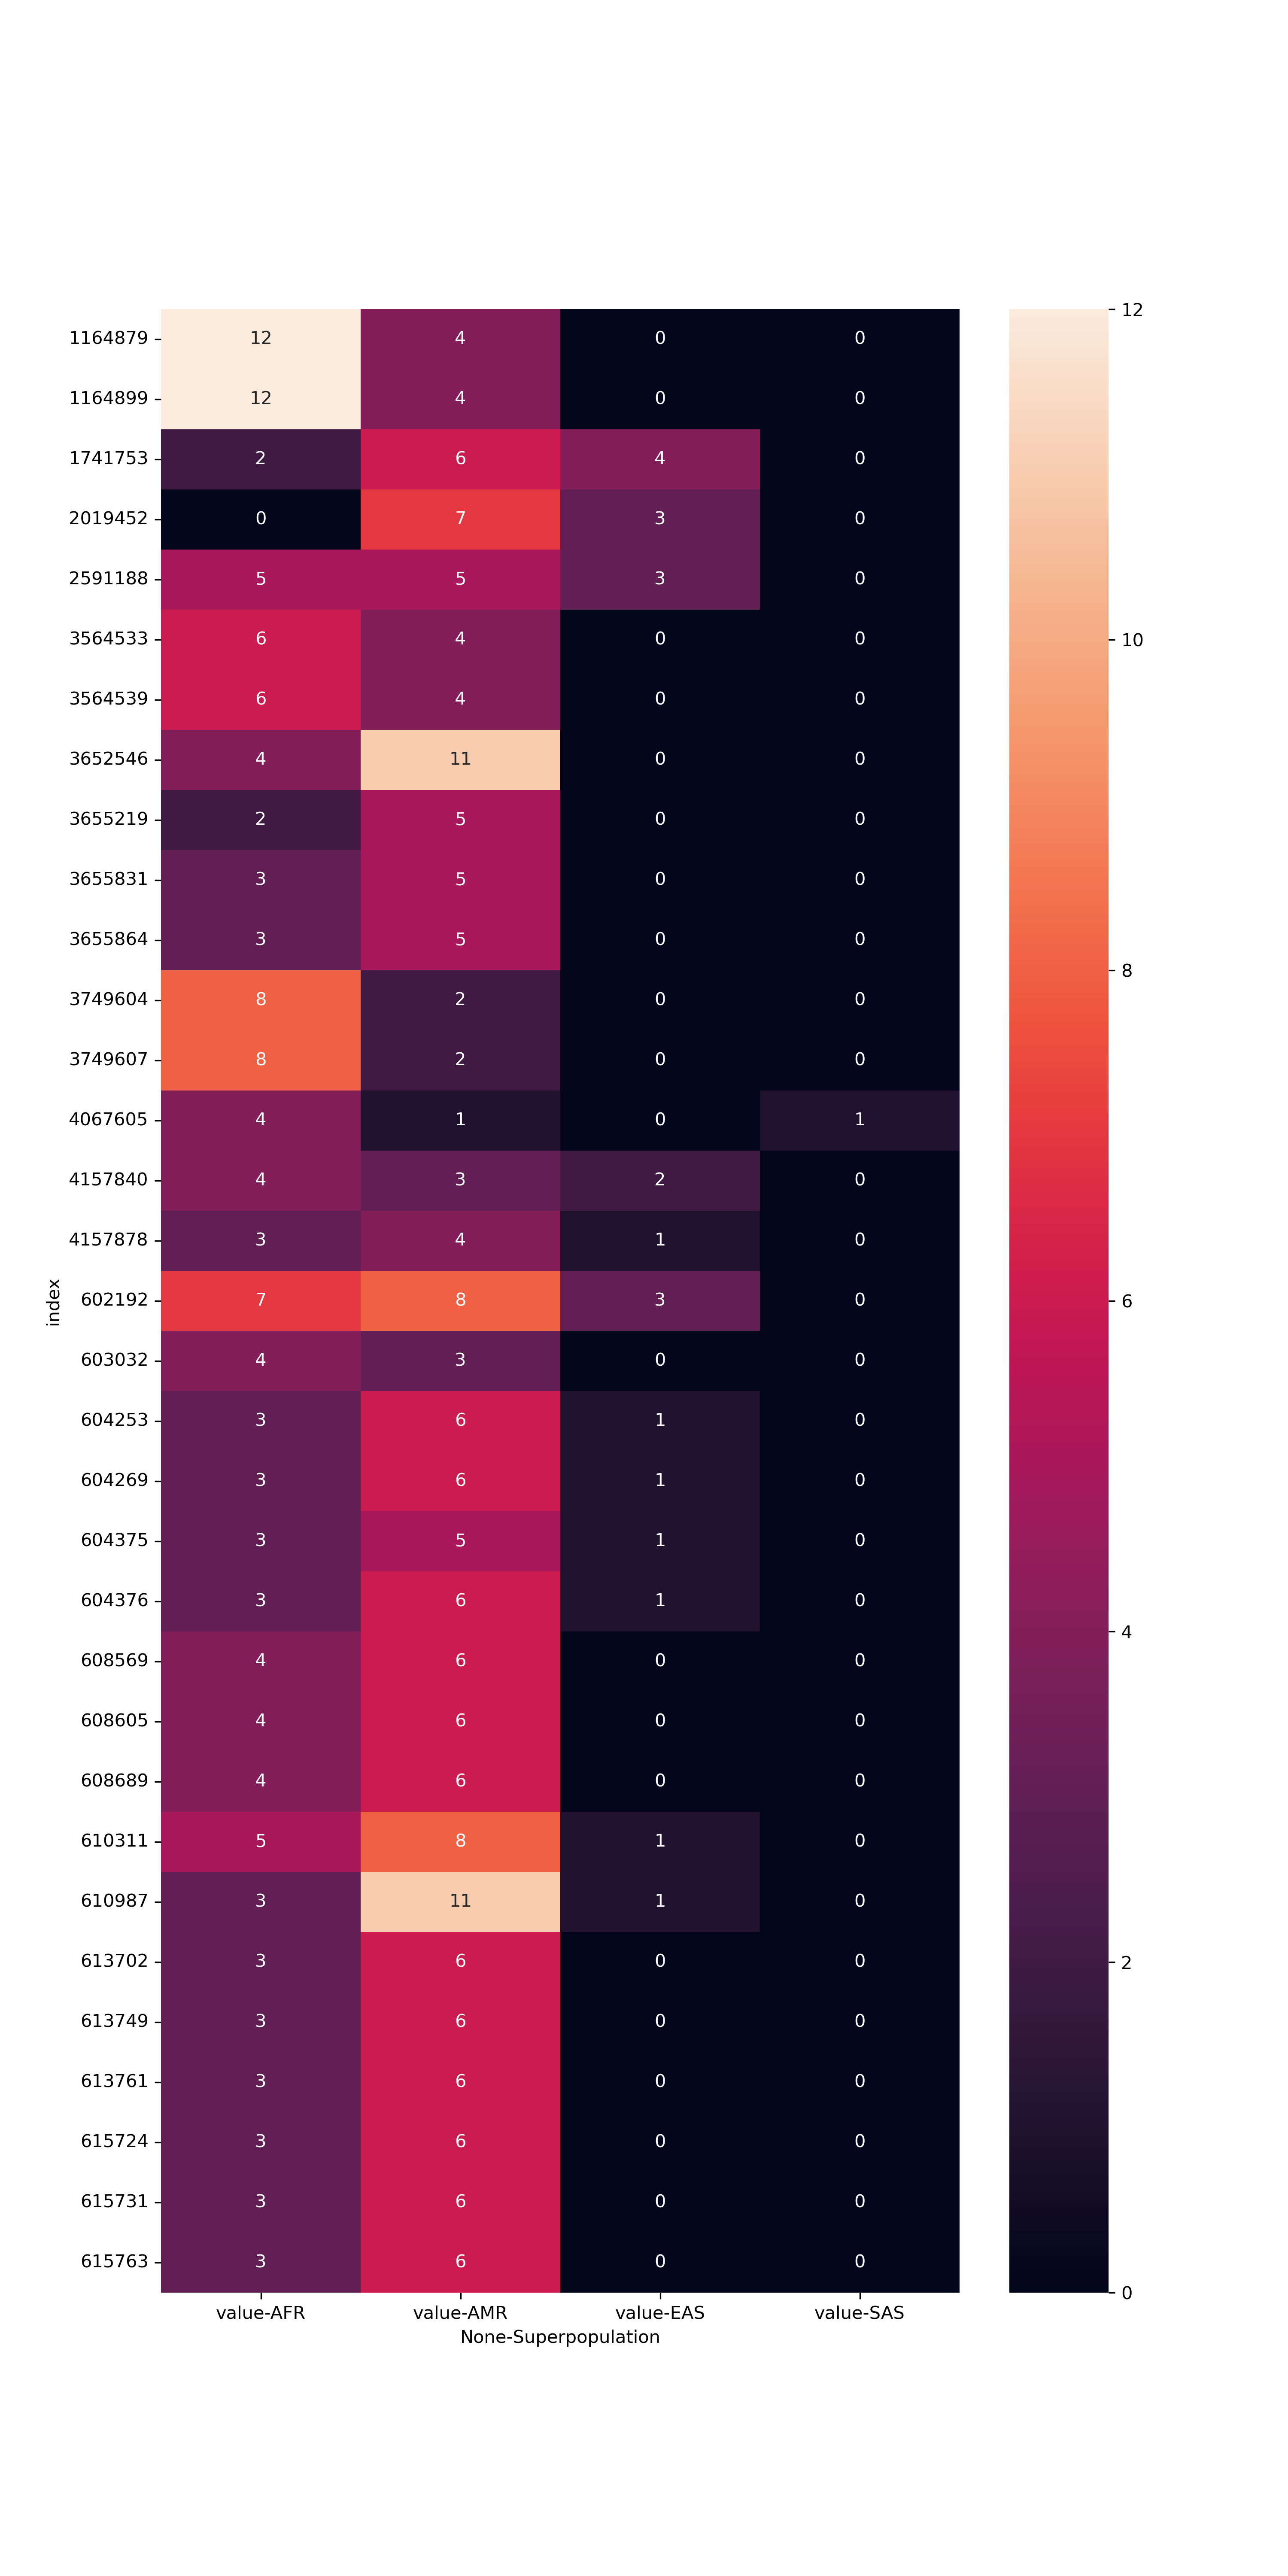 12
1164879 12 4 0 0
1164899 12 4 0 0
1741753 2 6 4 0
2019452 0 7 3 0
2591188 5 5 3 0
3564533 6 4 0 0
10
3564539 6 4 0 0
3652546 4 11 0 0
3655219 2 5 0 0
3655831 3 5 0 0
3655864 3 5 0 0
8
3749604 8 2 0 0
3749607 8 2 0 0
4067605 4 1 0 1
4157840 4 3 2 0
4157878 3 4 1 0
index
602192 7 8 3 0
6
603032 4 3 0 0
604253 3 6 1 0
604269 3 6 1 0
604375 3 5 1 0
604376 3 6 1 0
4
608569 4 6 0 0
608605 4 6 0 0
608689 4 6 0 0
610311 5 8 1 0
610987 3 11 1 0
613702 3 6 0 0
2
613749 3 6 0 0
613761 3 6 0 0
615724 3 6 0 0
615731 3 6 0 0
615763 3 6 0 0
0
value-AFR value-AMR value-EAS value-SAS
None-Superpopulation